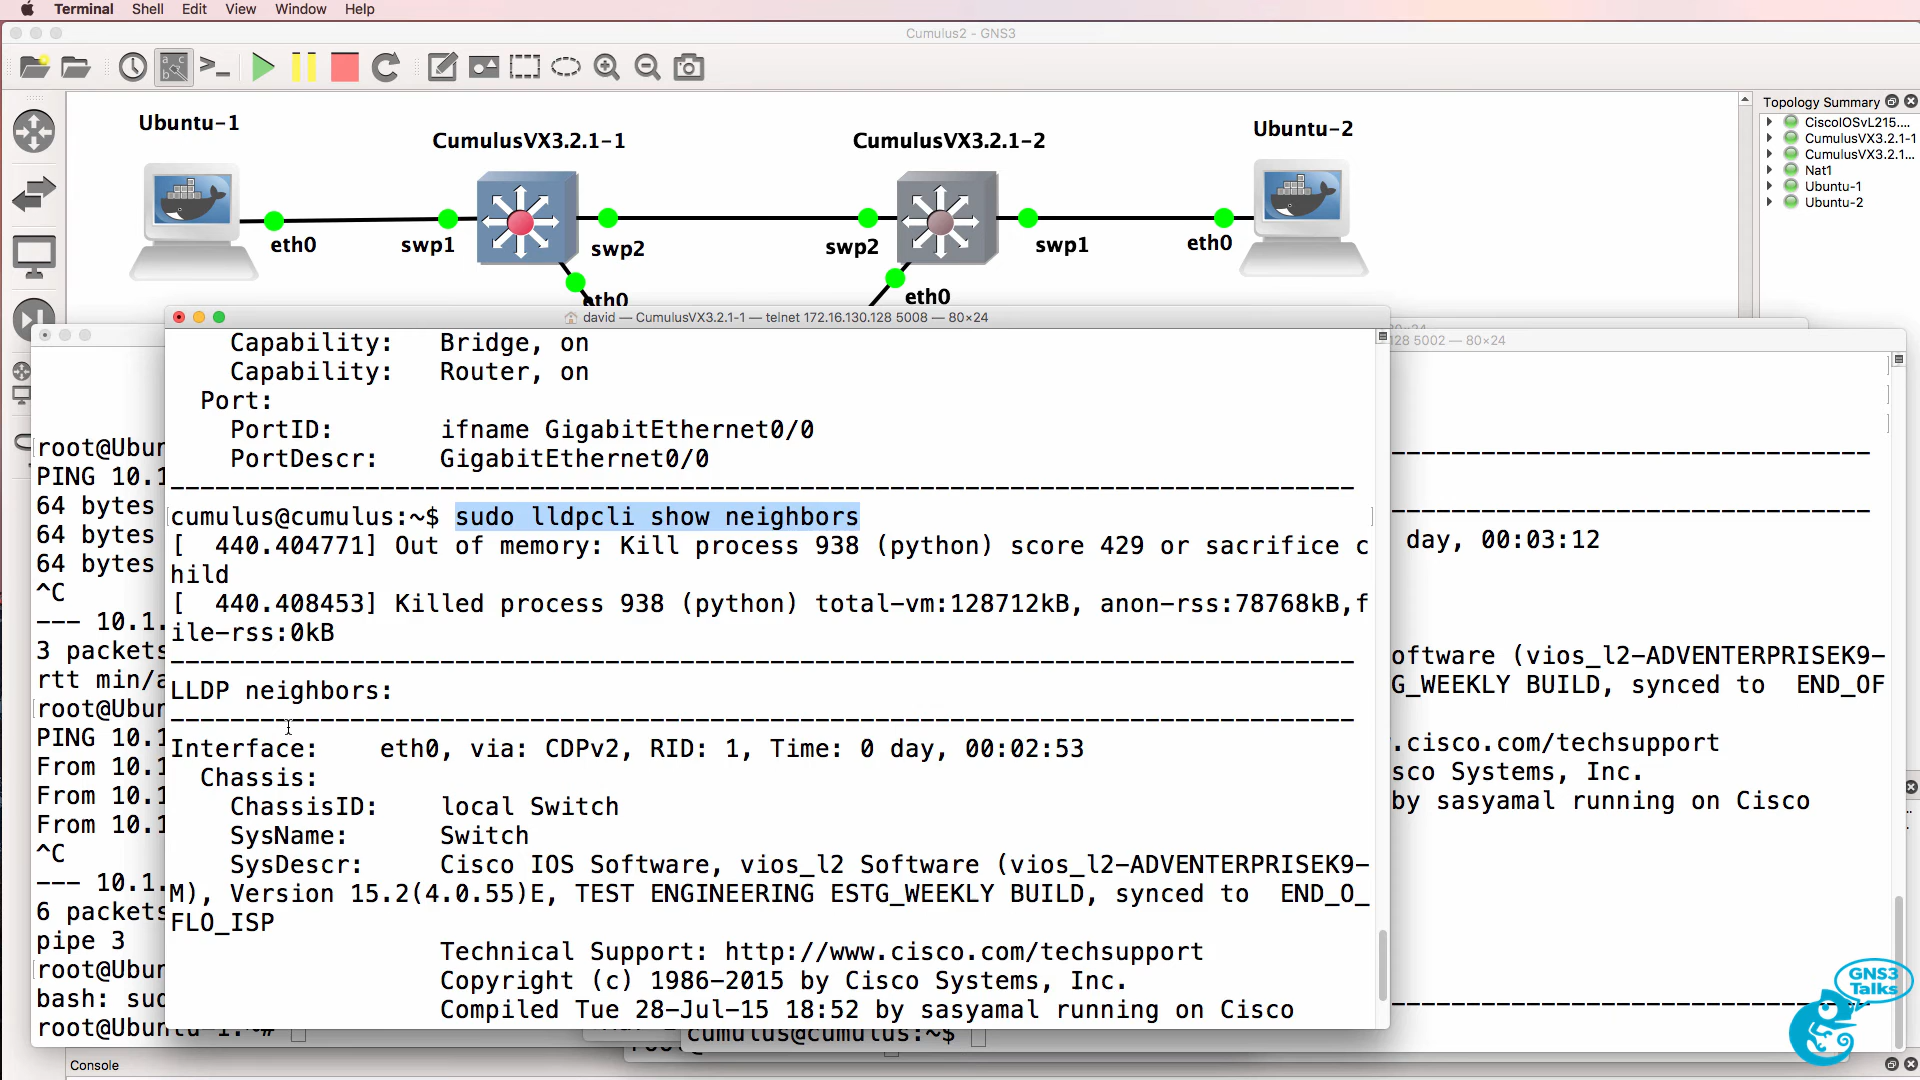 Terminal Shell Edit View Window Help
Cumulus2 - GNS3
Topology Summary
CiscoIOSvL215....
CumulusVX3.2.1-1
CumulusVX3.2.1...
Nat1
Ubuntu-1
Ubuntu-2
Ubuntu-1
CumulusVX3.2.1-1
CumulusVX3.2.1-2
Ubuntu-2
eth0
swp1
swp2
swp2
swp1
eth0
eth0
eth0
david — CumulusVX3.2.1-1 — telnet 172.16.130.128 5008 — 80×24
Capability: Bridge, on
Capability: Router, on
Port:
PortID: ifname GigabitEthernet0/0
PortDescr: GigabitEthernet0/0
--------------------------------------------------------------------------------
cumulus@cumulus:~$ sudo lldpcli show neighbors
[ 440.404771] Out of memory: Kill process 938 (python) score 429 or sacrifice c
hild
[ 440.408453] Killed process 938 (python) total-vm:128712kB, anon-rss:78768kB,f
ile-rss:0kB
--------------------------------------------------------------------------------
LLDP neighbors:
--------------------------------------------------------------------------------
Interface: eth0, via: CDPv2, RID: 1, Time: 0 day, 00:02:53
Chassis:
ChassisID: local Switch
SysName: Switch
SysDescr: Cisco IOS Software, vios_l2 Software (vios_l2-ADVENTERPRISEK9-
M), Version 15.2(4.0.55)E, TEST ENGINEERING ESTG_WEEKLY BUILD, synced to END_O_
FLO_ISP
Technical Support: http://www.cisco.com/techsupport
Copyright (c) 1986-2015 by Cisco Systems, Inc.
Compiled Tue 28-Jul-15 18:52 by sasyamal running on Cisco
root@Ubun
PING 10.1
64 bytes
64 bytes
64 bytes
^C
--- 10.1.
3 packets
rtt min/a
root@Ubun
PING 10.1
From 10.1
From 10.1
From 10.1
^C
--- 10.1.
6 packets
pipe 3
root@Ubun
bash: sud
root@Ubuntu-1:~#
128 5002 — 80×24
day, 00:03:12
oftware (vios_l2-ADVENTERPRISEK9-
G_WEEKLY BUILD, synced to END_OF
.cisco.com/techsupport
sco Systems, Inc.
by sasyamal running on Cisco
cumulus@cumulus:~$
Console
GNS3
Talks